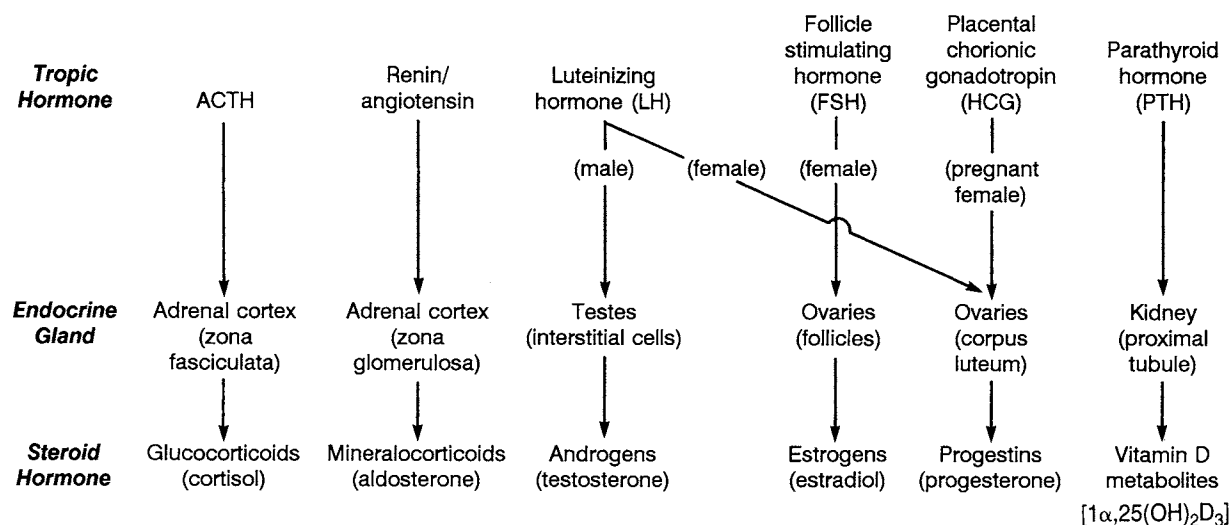 Tropic
Hormone
ACTH
Renin/
angiotensin
Luteinizing
hormone (LH)
Follicle
stimulating
hormone
(FSH)
Placental
chorionic
gonadotropin
(HCG)
Parathyroid
hormone
(PTH)
(male)
(female)
(female)
(pregnant
female)
Endocrine
Gland
Adrenal cortex
(zona
fasciculata)
Adrenal cortex
(zona
glomerulosa)
Testes
(interstitial cells)
Ovaries
(follicles)
Ovaries
(corpus
luteum)
Kidney
(proximal
tubule)
Steroid
Hormone
Glucocorticoids
(cortisol)
Mineralocorticoids
(aldosterone)
Androgens
(testosterone)
Estrogens
(estradiol)
Progestins
(progesterone)
Vitamin D
metabolites
[1α,25(OH)₂D₃]